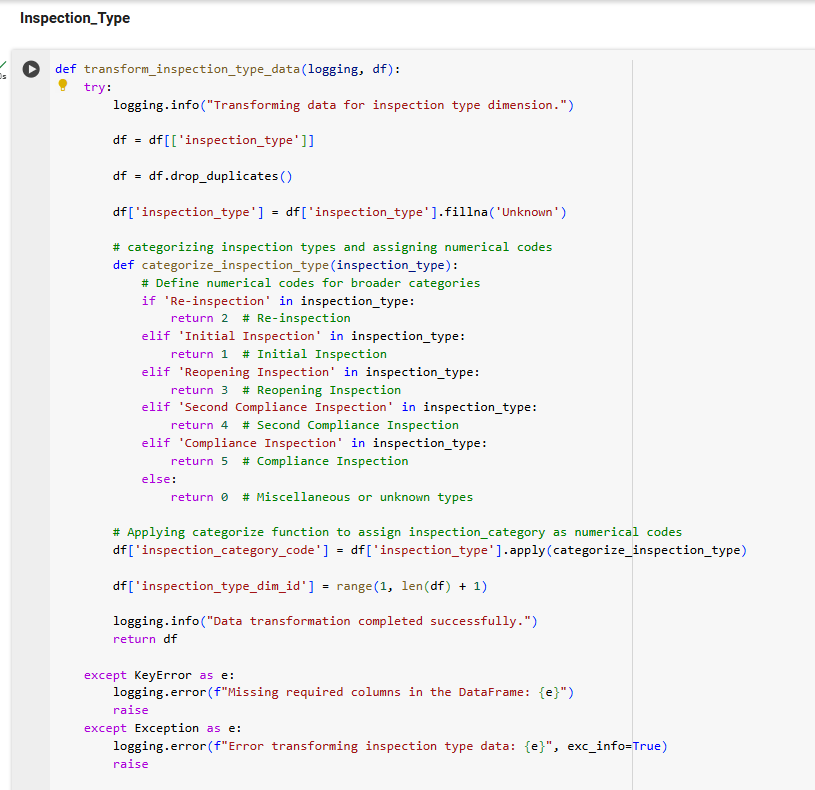 Inspection_Type
def transform_inspection_type_data(logging, df):
s
    try:
        logging.info("Transforming data for inspection type dimension.")

        df = df[['inspection_type']]

        df = df.drop_duplicates()

        df['inspection_type'] = df['inspection_type'].fillna('Unknown')

        # categorizing inspection types and assigning numerical codes
        def categorize_inspection_type(inspection_type):
            # Define numerical codes for broader categories
            if 'Re-inspection' in inspection_type:
                return 2  # Re-inspection
            elif 'Initial Inspection' in inspection_type:
                return 1  # Initial Inspection
            elif 'Reopening Inspection' in inspection_type:
                return 3  # Reopening Inspection
            elif 'Second Compliance Inspection' in inspection_type:
                return 4  # Second Compliance Inspection
            elif 'Compliance Inspection' in inspection_type:
                return 5  # Compliance Inspection
            else:
                return 0  # Miscellaneous or unknown types

        # Applying categorize function to assign inspection_category as numerical codes
        df['inspection_category_code'] = df['inspection_type'].apply(categorize_inspection_type)

        df['inspection_type_dim_id'] = range(1, len(df) + 1)

        logging.info("Data transformation completed successfully.")
        return df

    except KeyError as e:
        logging.error(f"Missing required columns in the DataFrame: {e}")
        raise
    except Exception as e:
        logging.error(f"Error transforming inspection type data: {e}", exc_info=True)
        raise